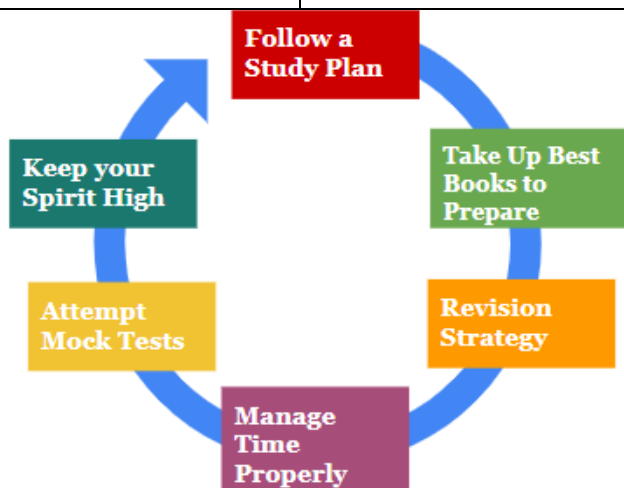 Follow a
Study Plan
Take Up Best
Books to
Prepare
Revision
Strategy
Manage
Time
Properly
Attempt
Mock Tests
Keep your
Spirit High